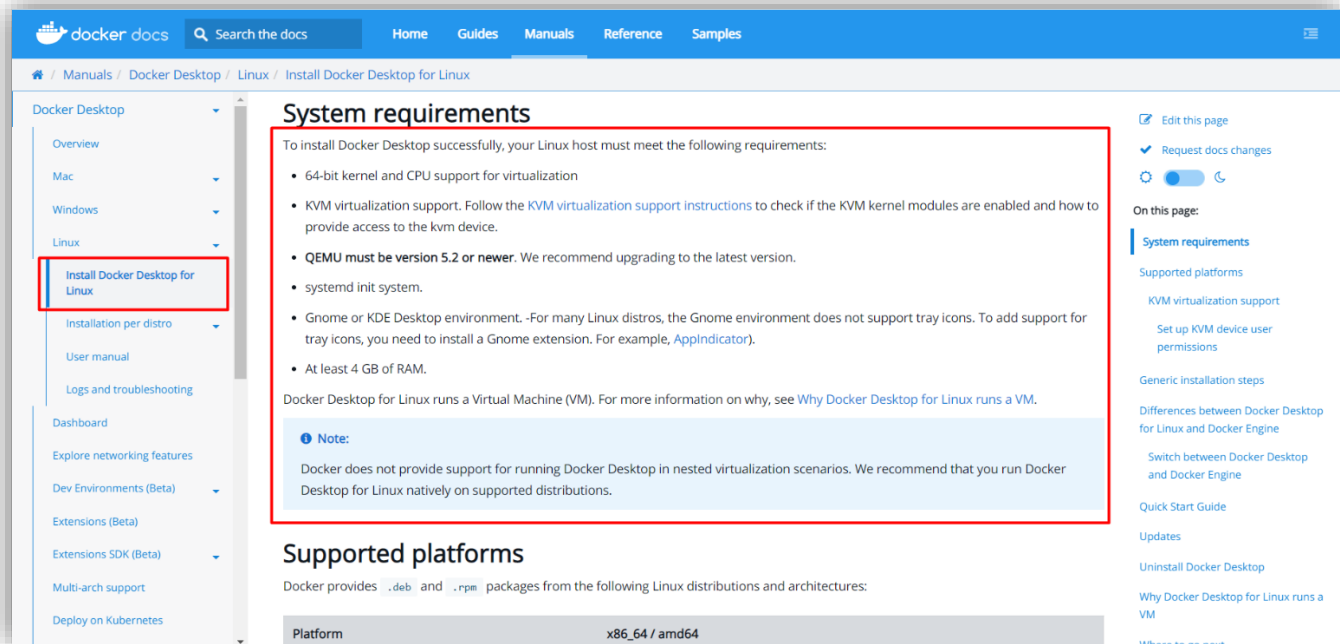 docker docs
Search the docs
Home Guides Manuals Reference Samples
/ Manuals / Docker Desktop / Linux / Install Docker Desktop for Linux
Docker Desktop
Overview
Mac
Windows
Linux
Install Docker Desktop for
Linux
Installation per distro
User manual
Logs and troubleshooting
Dashboard
Explore networking features
Dev Environments (Beta)
Extensions (Beta)
Extensions SDK (Beta)
Multi-arch support
Deploy on Kubernetes
System requirements
To install Docker Desktop successfully, your Linux host must meet the following requirements:
• 64-bit kernel and CPU support for virtualization
• KVM virtualization support. Follow the KVM virtualization support instructions to check if the KVM kernel modules are enabled and how to
provide access to the kvm device.
• QEMU must be version 5.2 or newer. We recommend upgrading to the latest version.
• systemd init system.
• Gnome or KDE Desktop environment. -For many Linux distros, the Gnome environment does not support tray icons. To add support for
tray icons, you need to install a Gnome extension. For example, AppIndicator).
• At least 4 GB of RAM.
Docker Desktop for Linux runs a Virtual Machine (VM). For more information on why, see Why Docker Desktop for Linux runs a VM.
Note:
Docker does not provide support for running Docker Desktop in nested virtualization scenarios. We recommend that you run Docker
Desktop for Linux natively on supported distributions.
Supported platforms
Docker provides .deb and .rpm packages from the following Linux distributions and architectures:
Platform x86_64 / amd64
Edit this page
Request docs changes
On this page:
System requirements
Supported platforms
KVM virtualization support
Set up KVM device user
permissions
Generic installation steps
Differences between Docker Desktop
for Linux and Docker Engine
Switch between Docker Desktop
and Docker Engine
Quick Start Guide
Updates
Uninstall Docker Desktop
Why Docker Desktop for Linux runs a
VM
Where to go next